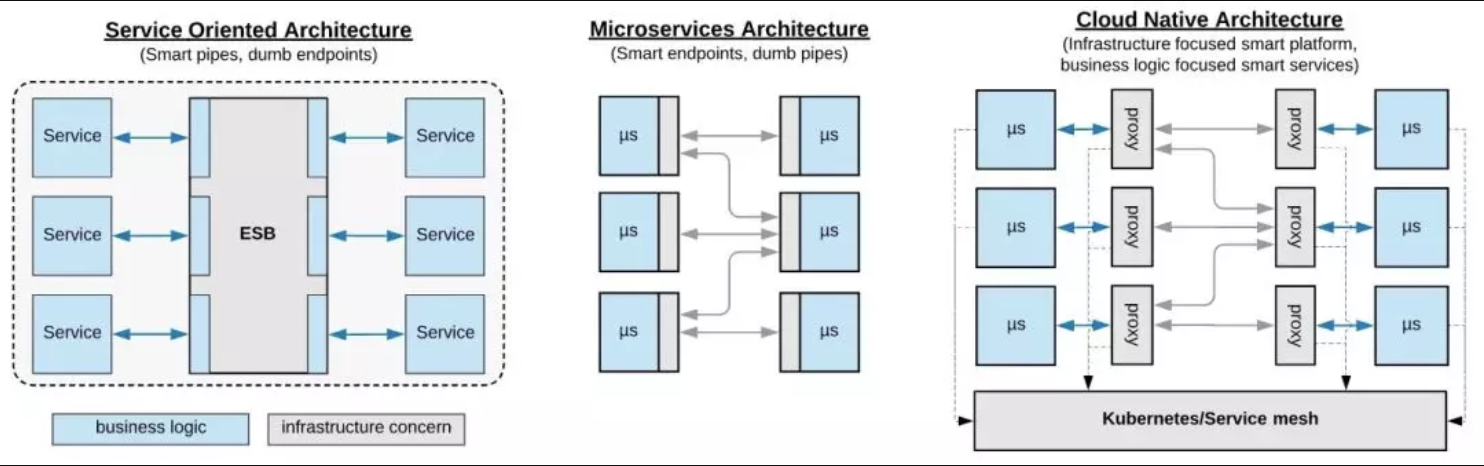 Service Oriented Architecture
(Smart pipes, dumb endpoints)
Service
Service
Service
ESB
Service
Service
Service
business logic
infrastructure concern
Microservices Architecture
(Smart endpoints, dumb pipes)
µs
µs
µs
µs
µs
µs
Cloud Native Architecture
(Infrastructure focused smart platform,
business logic focused smart services)
µs
proxy
proxy
µs
µs
proxy
proxy
µs
µs
proxy
proxy
µs
Kubernetes/Service mesh